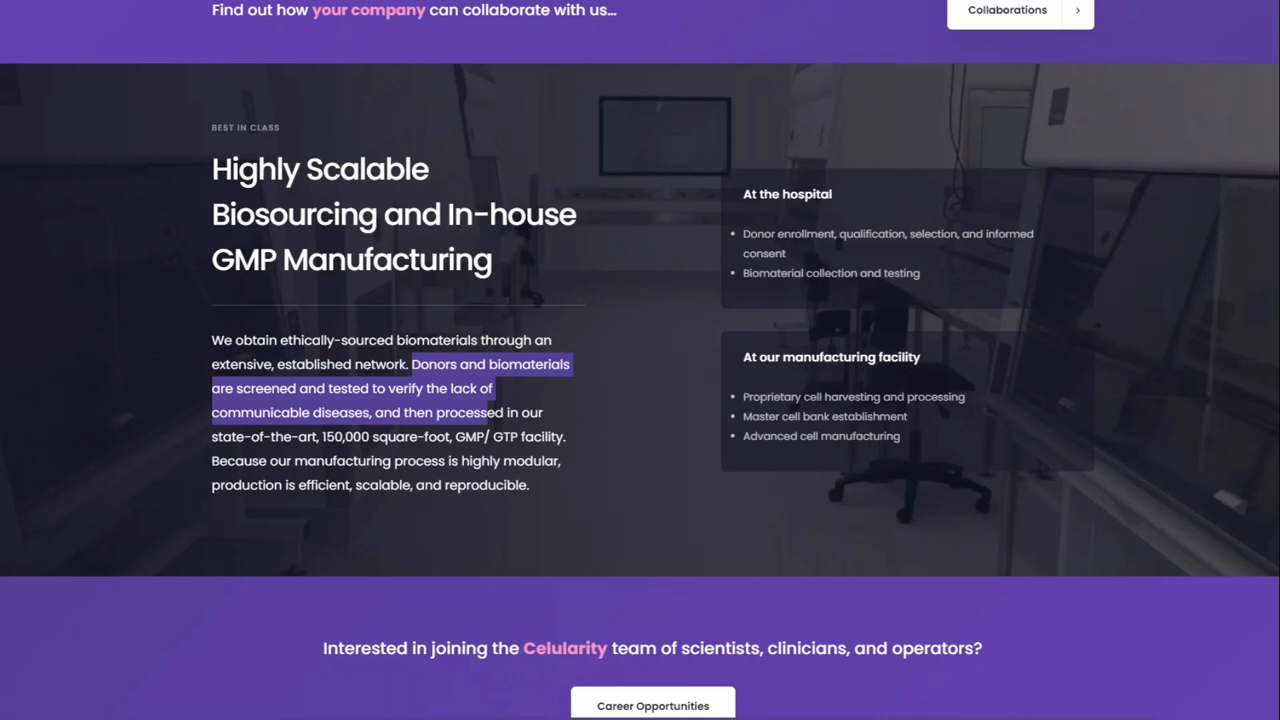 Find out how your company can collaborate with us...
Collaborations
BEST IN CLASS
Highly Scalable
Biosourcing and In-house
GMP Manufacturing
We obtain ethically-sourced biomaterials through an
extensive, established network. Donors and biomaterials
are screened and tested to verify the lack of
communicable diseases, and then processed in our
state-of-the-art, 150,000 square-foot, GMP/ GTP facility.
Because our manufacturing process is highly modular,
production is efficient, scalable, and reproducible.
At the hospital
• Donor enrollment, qualification, selection, and informed
consent
• Biomaterial collection and testing
At our manufacturing facility
• Proprietary cell harvesting and processing
• Master cell bank establishment
• Advanced cell manufacturing
Interested in joining the Celularity team of scientists, clinicians, and operators?
Career Opportunities